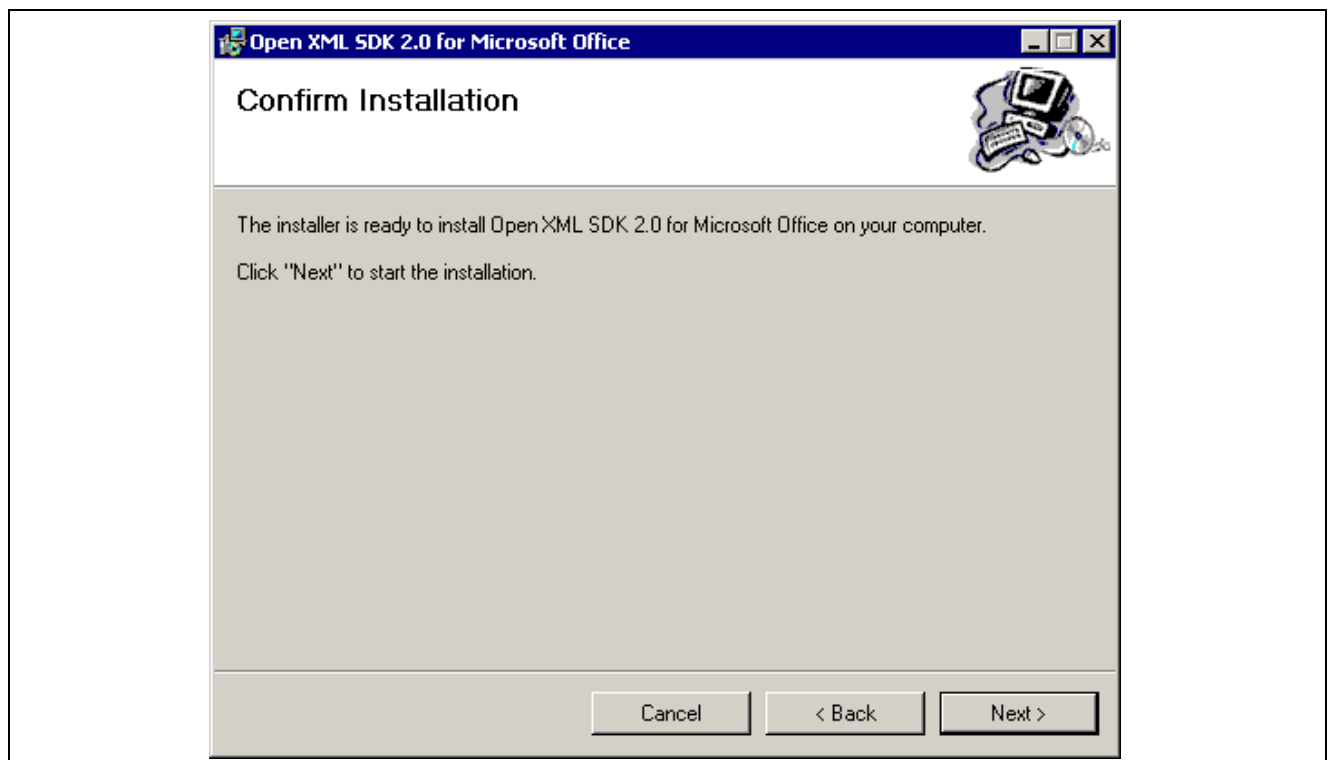 Open XML SDK 2.0 for Microsoft Office
Confirm Installation
The installer is ready to install Open XML SDK 2.0 for Microsoft Office on your computer.
Click "Next" to start the installation.
Cancel
< Back
Next >